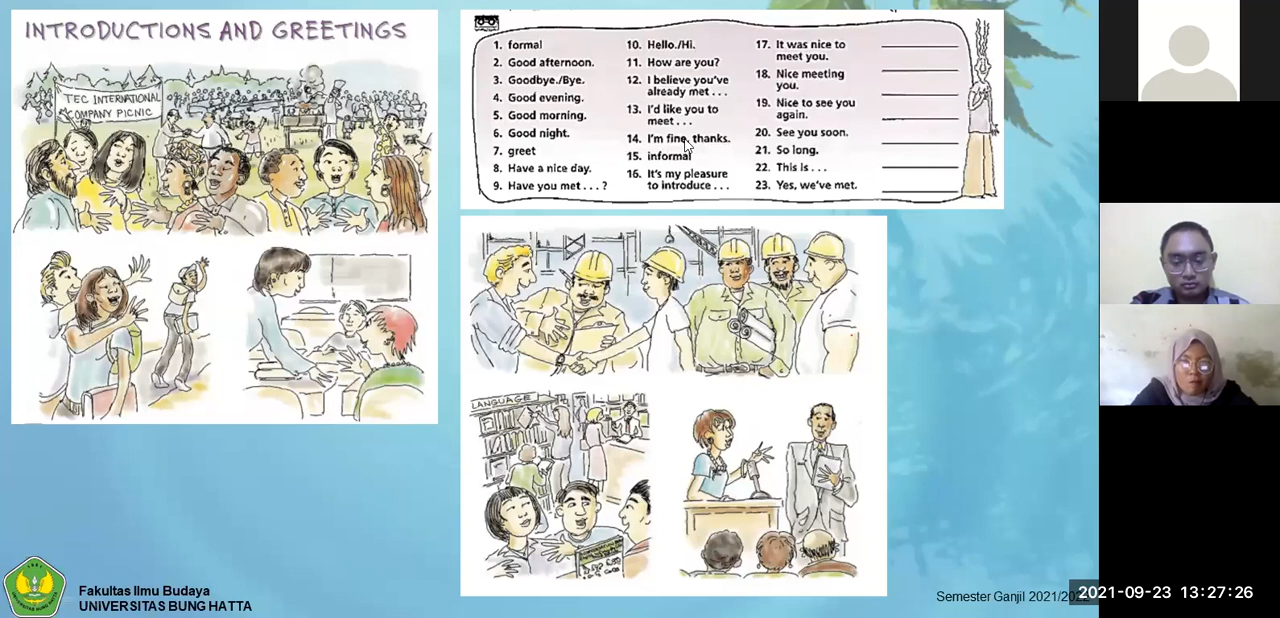 INTRODUCTIONS AND GREETINGS
TEC INTERNATIONAL
COMPANY PICNIC
1. formal
2. Good afternoon.
3. Goodbye./Bye.
4. Good evening.
5. Good morning.
6. Good night.
7. greet
8. Have a nice day.
9. Have you met . . . ?
10. Hello./Hi.
11. How are you?
12. I believe you've
already met . . .
13. I'd like you to
meet . . .
14. I'm fine, thanks.
15. informal
16. It's my pleasure
to introduce . . .
17. It was nice to
meet you.
18. Nice meeting
you.
19. Nice to see you
again.
20. See you soon.
21. So long.
22. This is . . .
23. Yes, we've met.
LANGUAGE
Fakultas Ilmu Budaya
UNIVERSITAS BUNG HATTA
Semester Ganjil 2021/
2021-09-23 13:27:26